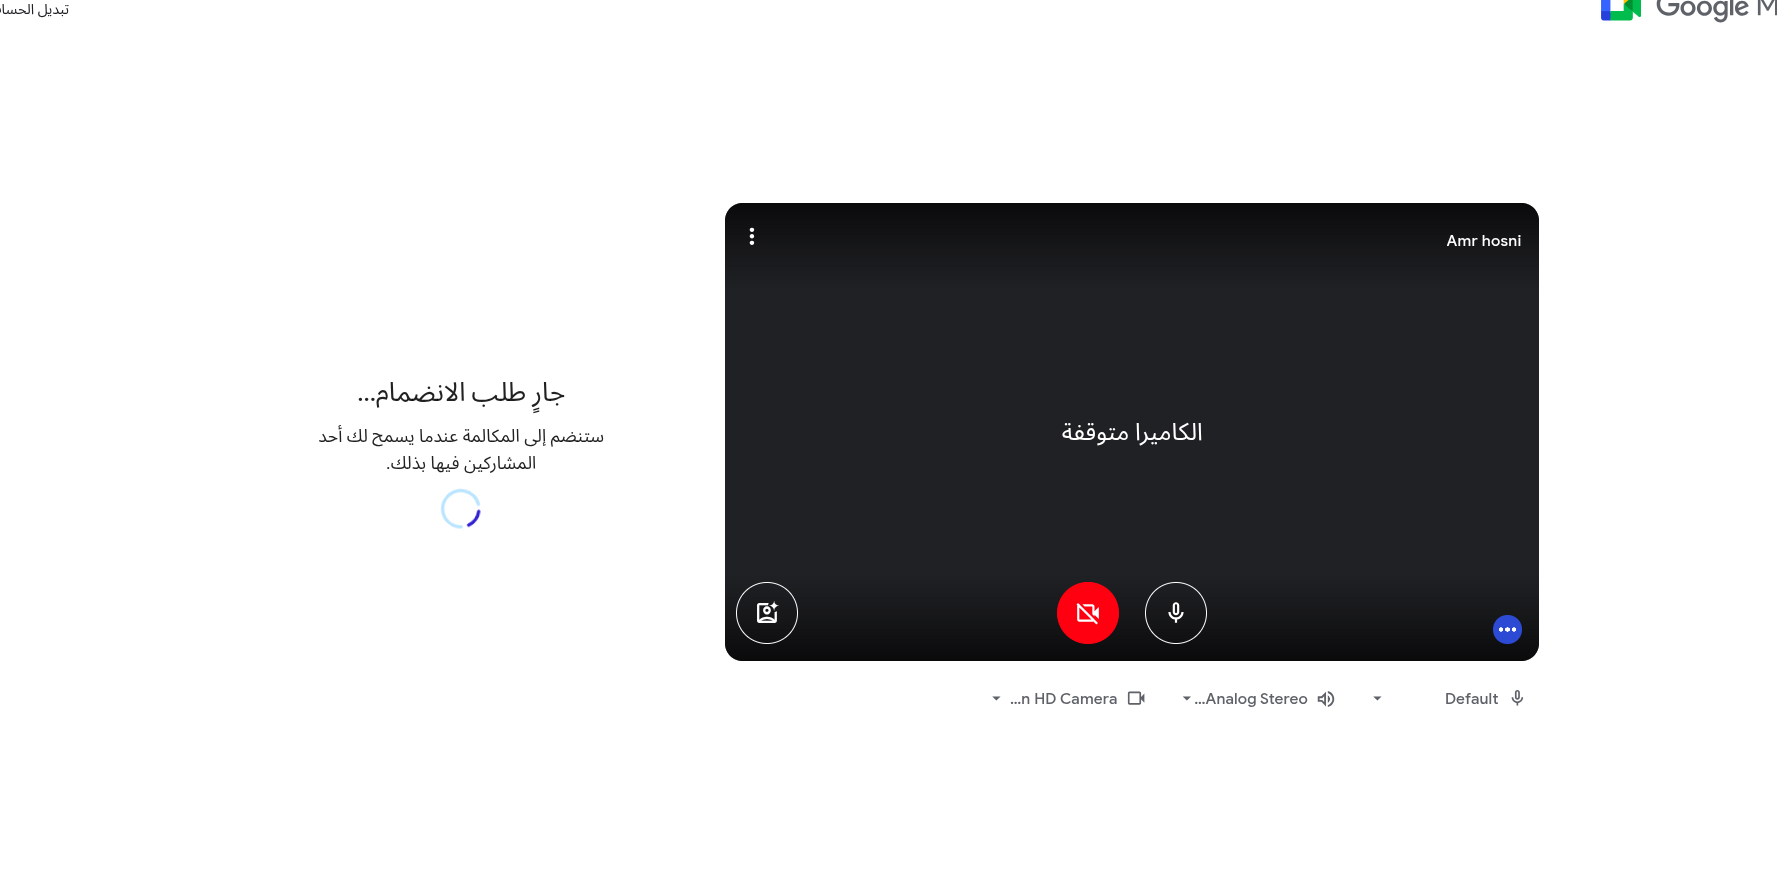 Google M
تبديل الحسا
Amr hosni
الكاميرا متوقفة
جارٍ طلب الانضمام...
ستنضم إلى المكالمة عندما يسمح لك أحد
المشاركين فيها بذلك.
Default
Analog Stereo...
...n HD Camera